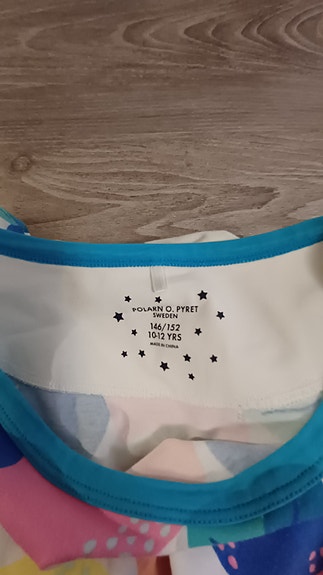 POLARN O. PYRET
SWEDEN
146/152
10-12 YRS
MADE IN CHINA